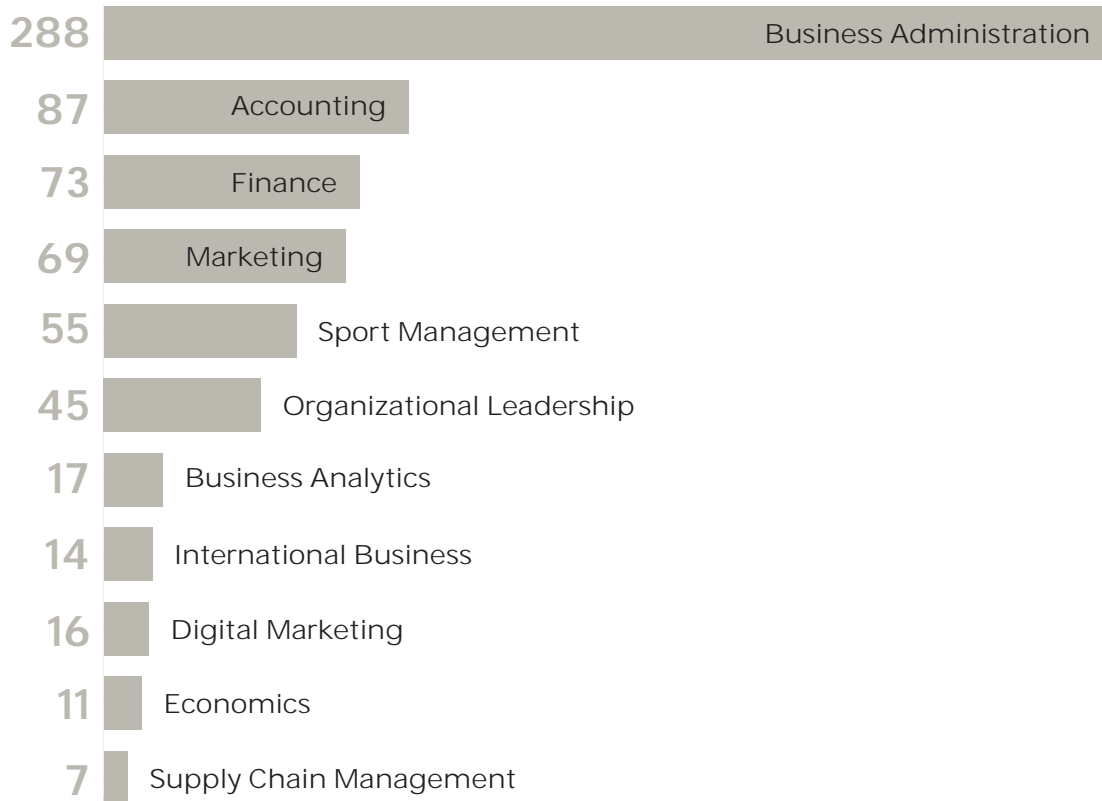 288 Business Administration
87 Accounting
73 Finance
69 Marketing
55 Sport Management
45 Organizational Leadership
17 Business Analytics
14 International Business
16 Digital Marketing
11 Economics
7 Supply Chain Management